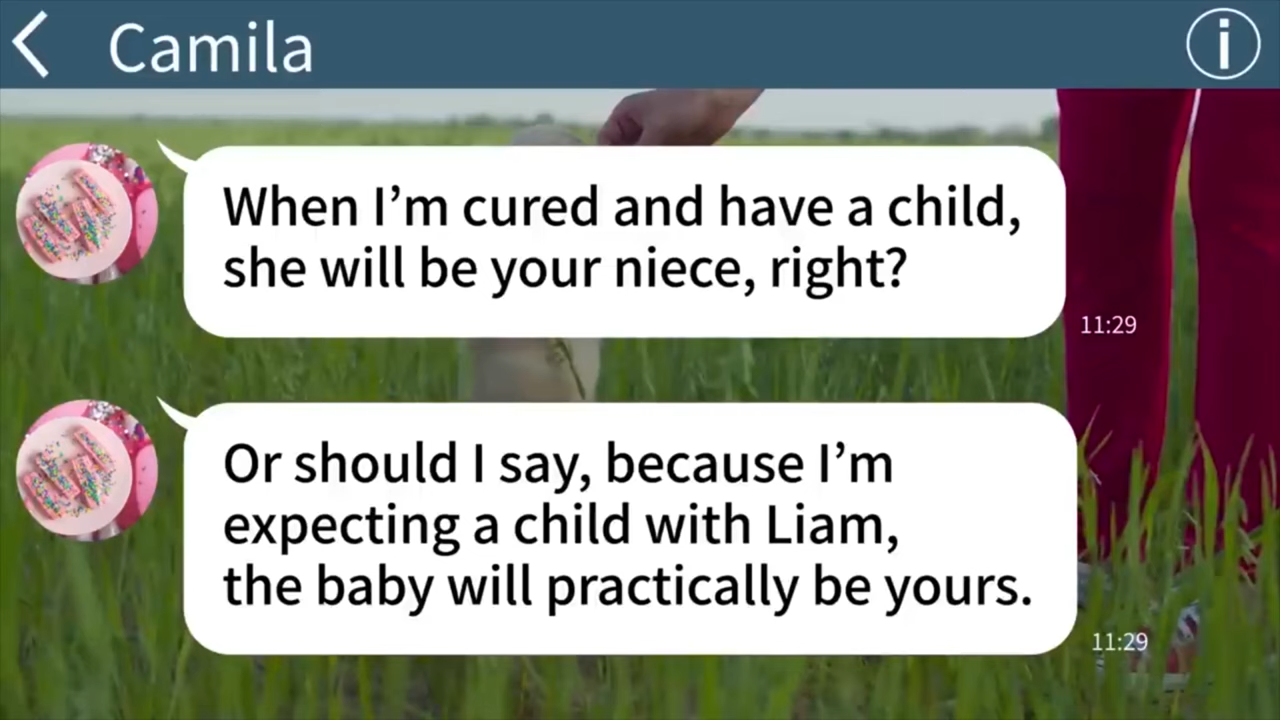 Camila
When I’m cured and have a child,
she will be your niece, right?
11:29
Or should I say, because I’m
expecting a child with Liam,
the baby will practically be yours.
11:29